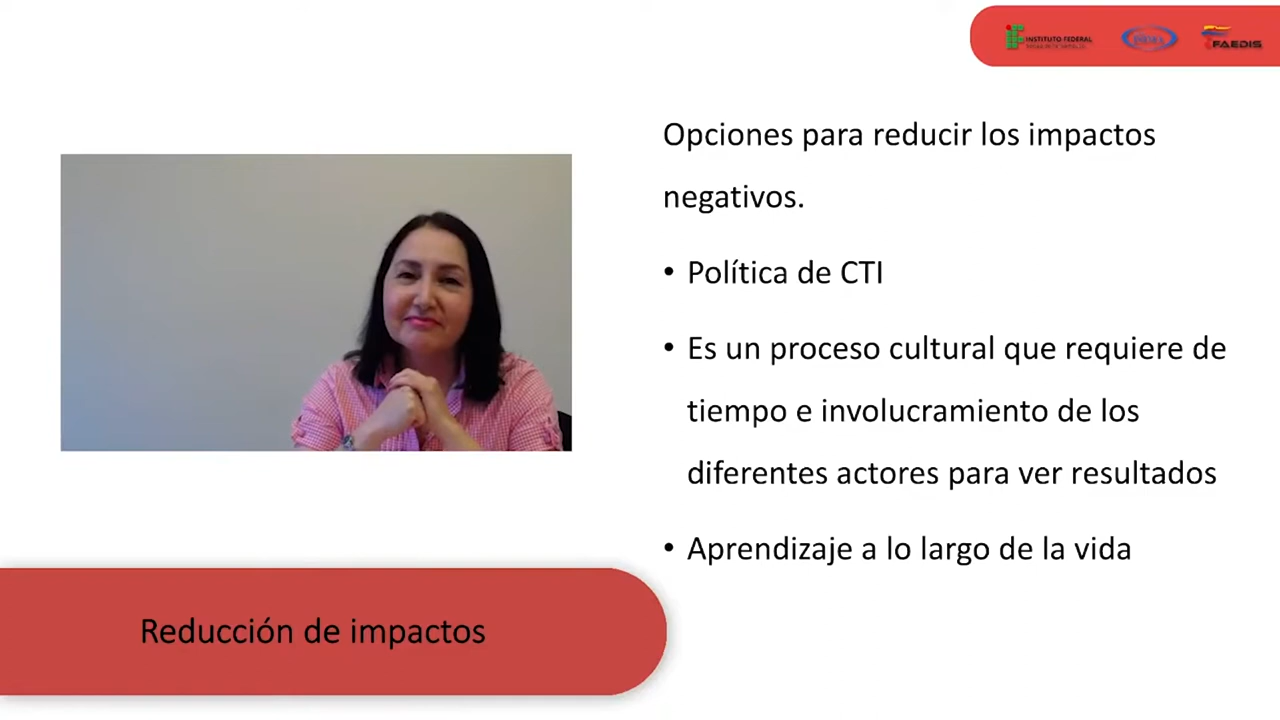 INSTITUTO FEDERAL
FAEDIS
Opciones para reducir los impactos
negativos.
• Política de CTI
• Es un proceso cultural que requiere de
tiempo e involucramiento de los
diferentes actores para ver resultados
• Aprendizaje a lo largo de la vida
Reducción de impactos